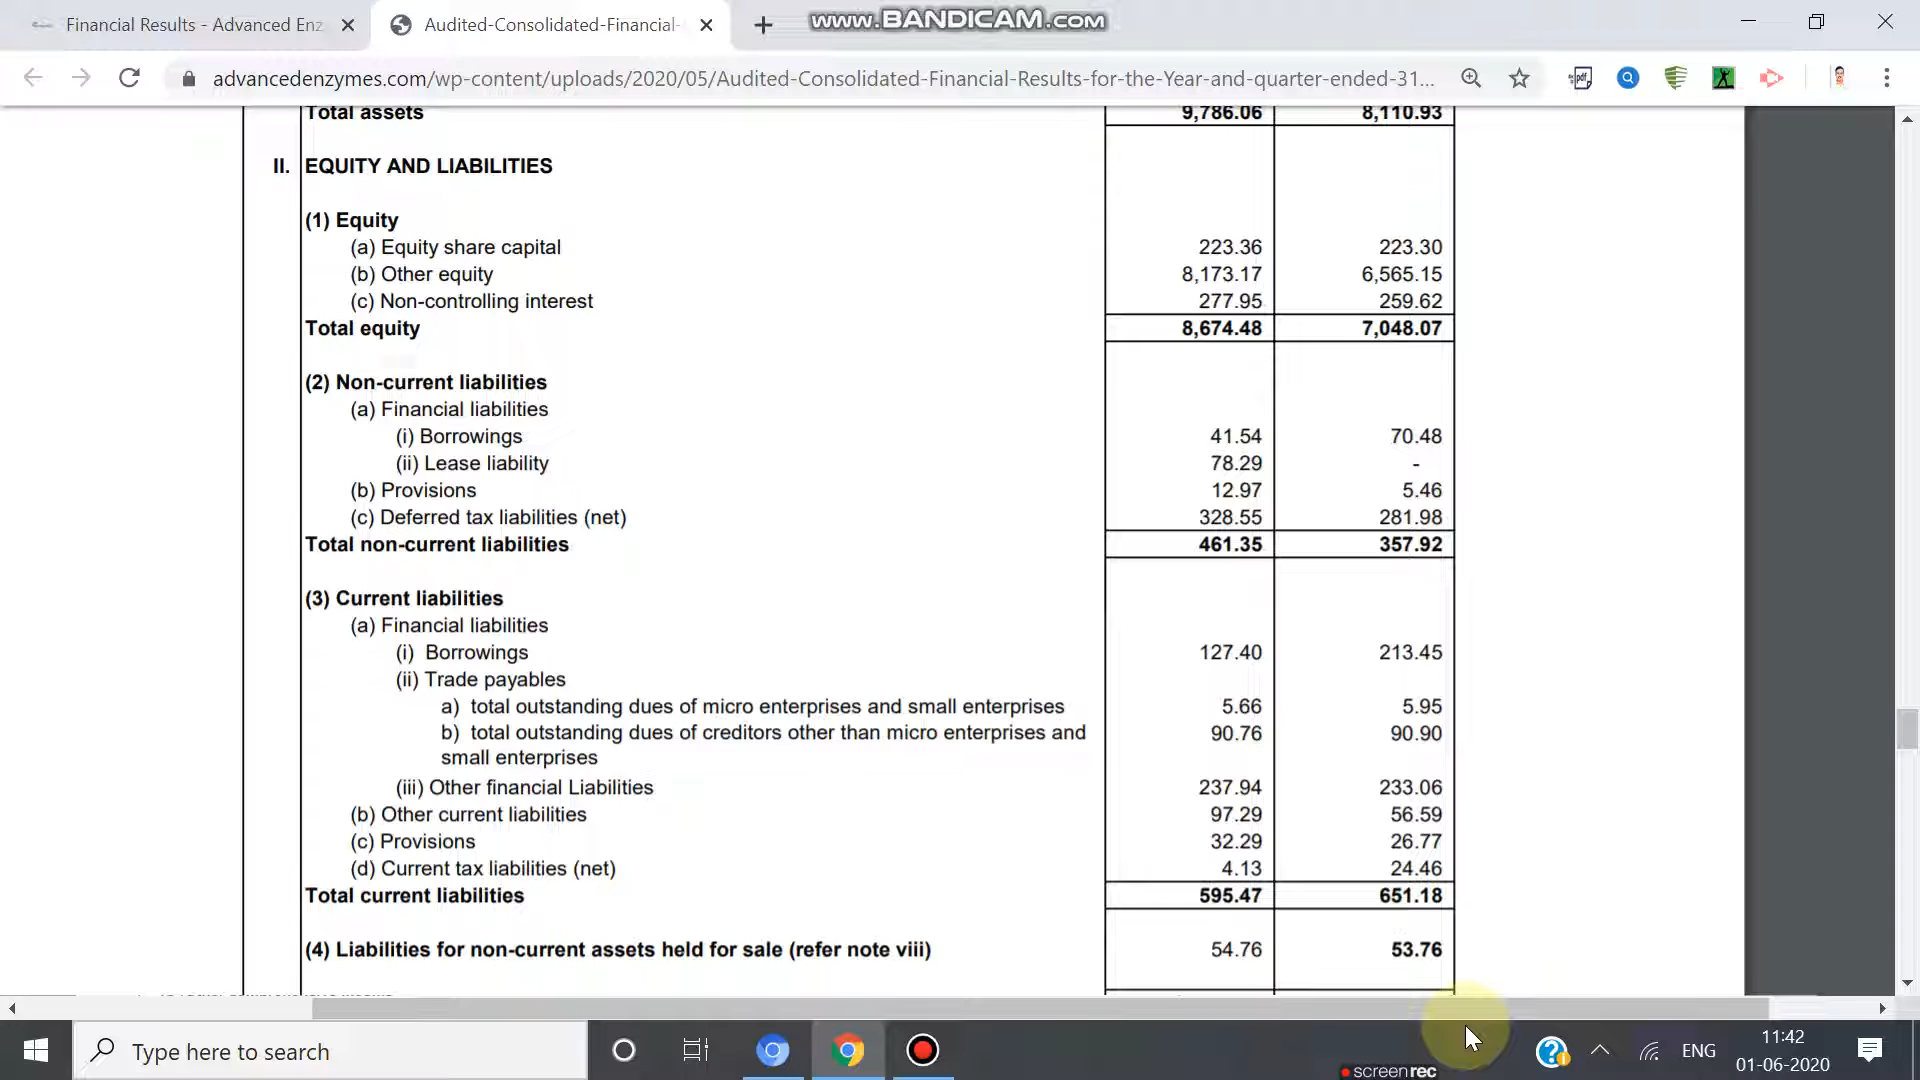 Financial Results - Advanced Enz
Audited-Consolidated-Financial-
www.BANDICAM.com
advancedenzymes.com/wp-content/uploads/2020/05/Audited-Consolidated-Financial-Results-for-the-Year-and-quarter-ended-31...
Total assets 9,786.06 8,110.93
II. EQUITY AND LIABILITIES
(1) Equity
(a) Equity share capital 223.36 223.30
(b) Other equity 8,173.17 6,565.15
(c) Non-controlling interest 277.95 259.62
Total equity 8,674.48 7,048.07
(2) Non-current liabilities
(a) Financial liabilities
(i) Borrowings 41.54 70.48
(ii) Lease liability 78.29 -
(b) Provisions 12.97 5.46
(c) Deferred tax liabilities (net) 328.55 281.98
Total non-current liabilities 461.35 357.92
(3) Current liabilities
(a) Financial liabilities
(i) Borrowings 127.40 213.45
(ii) Trade payables
a) total outstanding dues of micro enterprises and small enterprises 5.66 5.95
b) total outstanding dues of creditors other than micro enterprises and 90.76 90.90
small enterprises
(iii) Other financial Liabilities 237.94 233.06
(b) Other current liabilities 97.29 56.59
(c) Provisions 32.29 26.77
(d) Current tax liabilities (net) 4.13 24.46
Total current liabilities 595.47 651.18
(4) Liabilities for non-current assets held for sale (refer note viii) 54.76 53.76
Type here to search
ENG
11:42
01-06-2020
screenrec